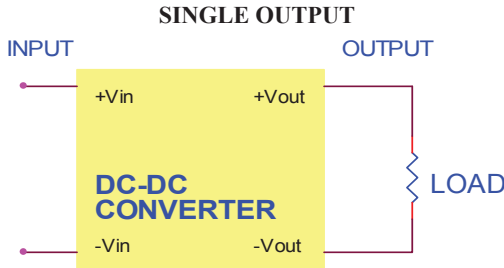 SINGLE OUTPUT
INPUT
OUTPUT
+Vin
+Vout
DC-DC
CONVERTER
LOAD
-Vin
-Vout